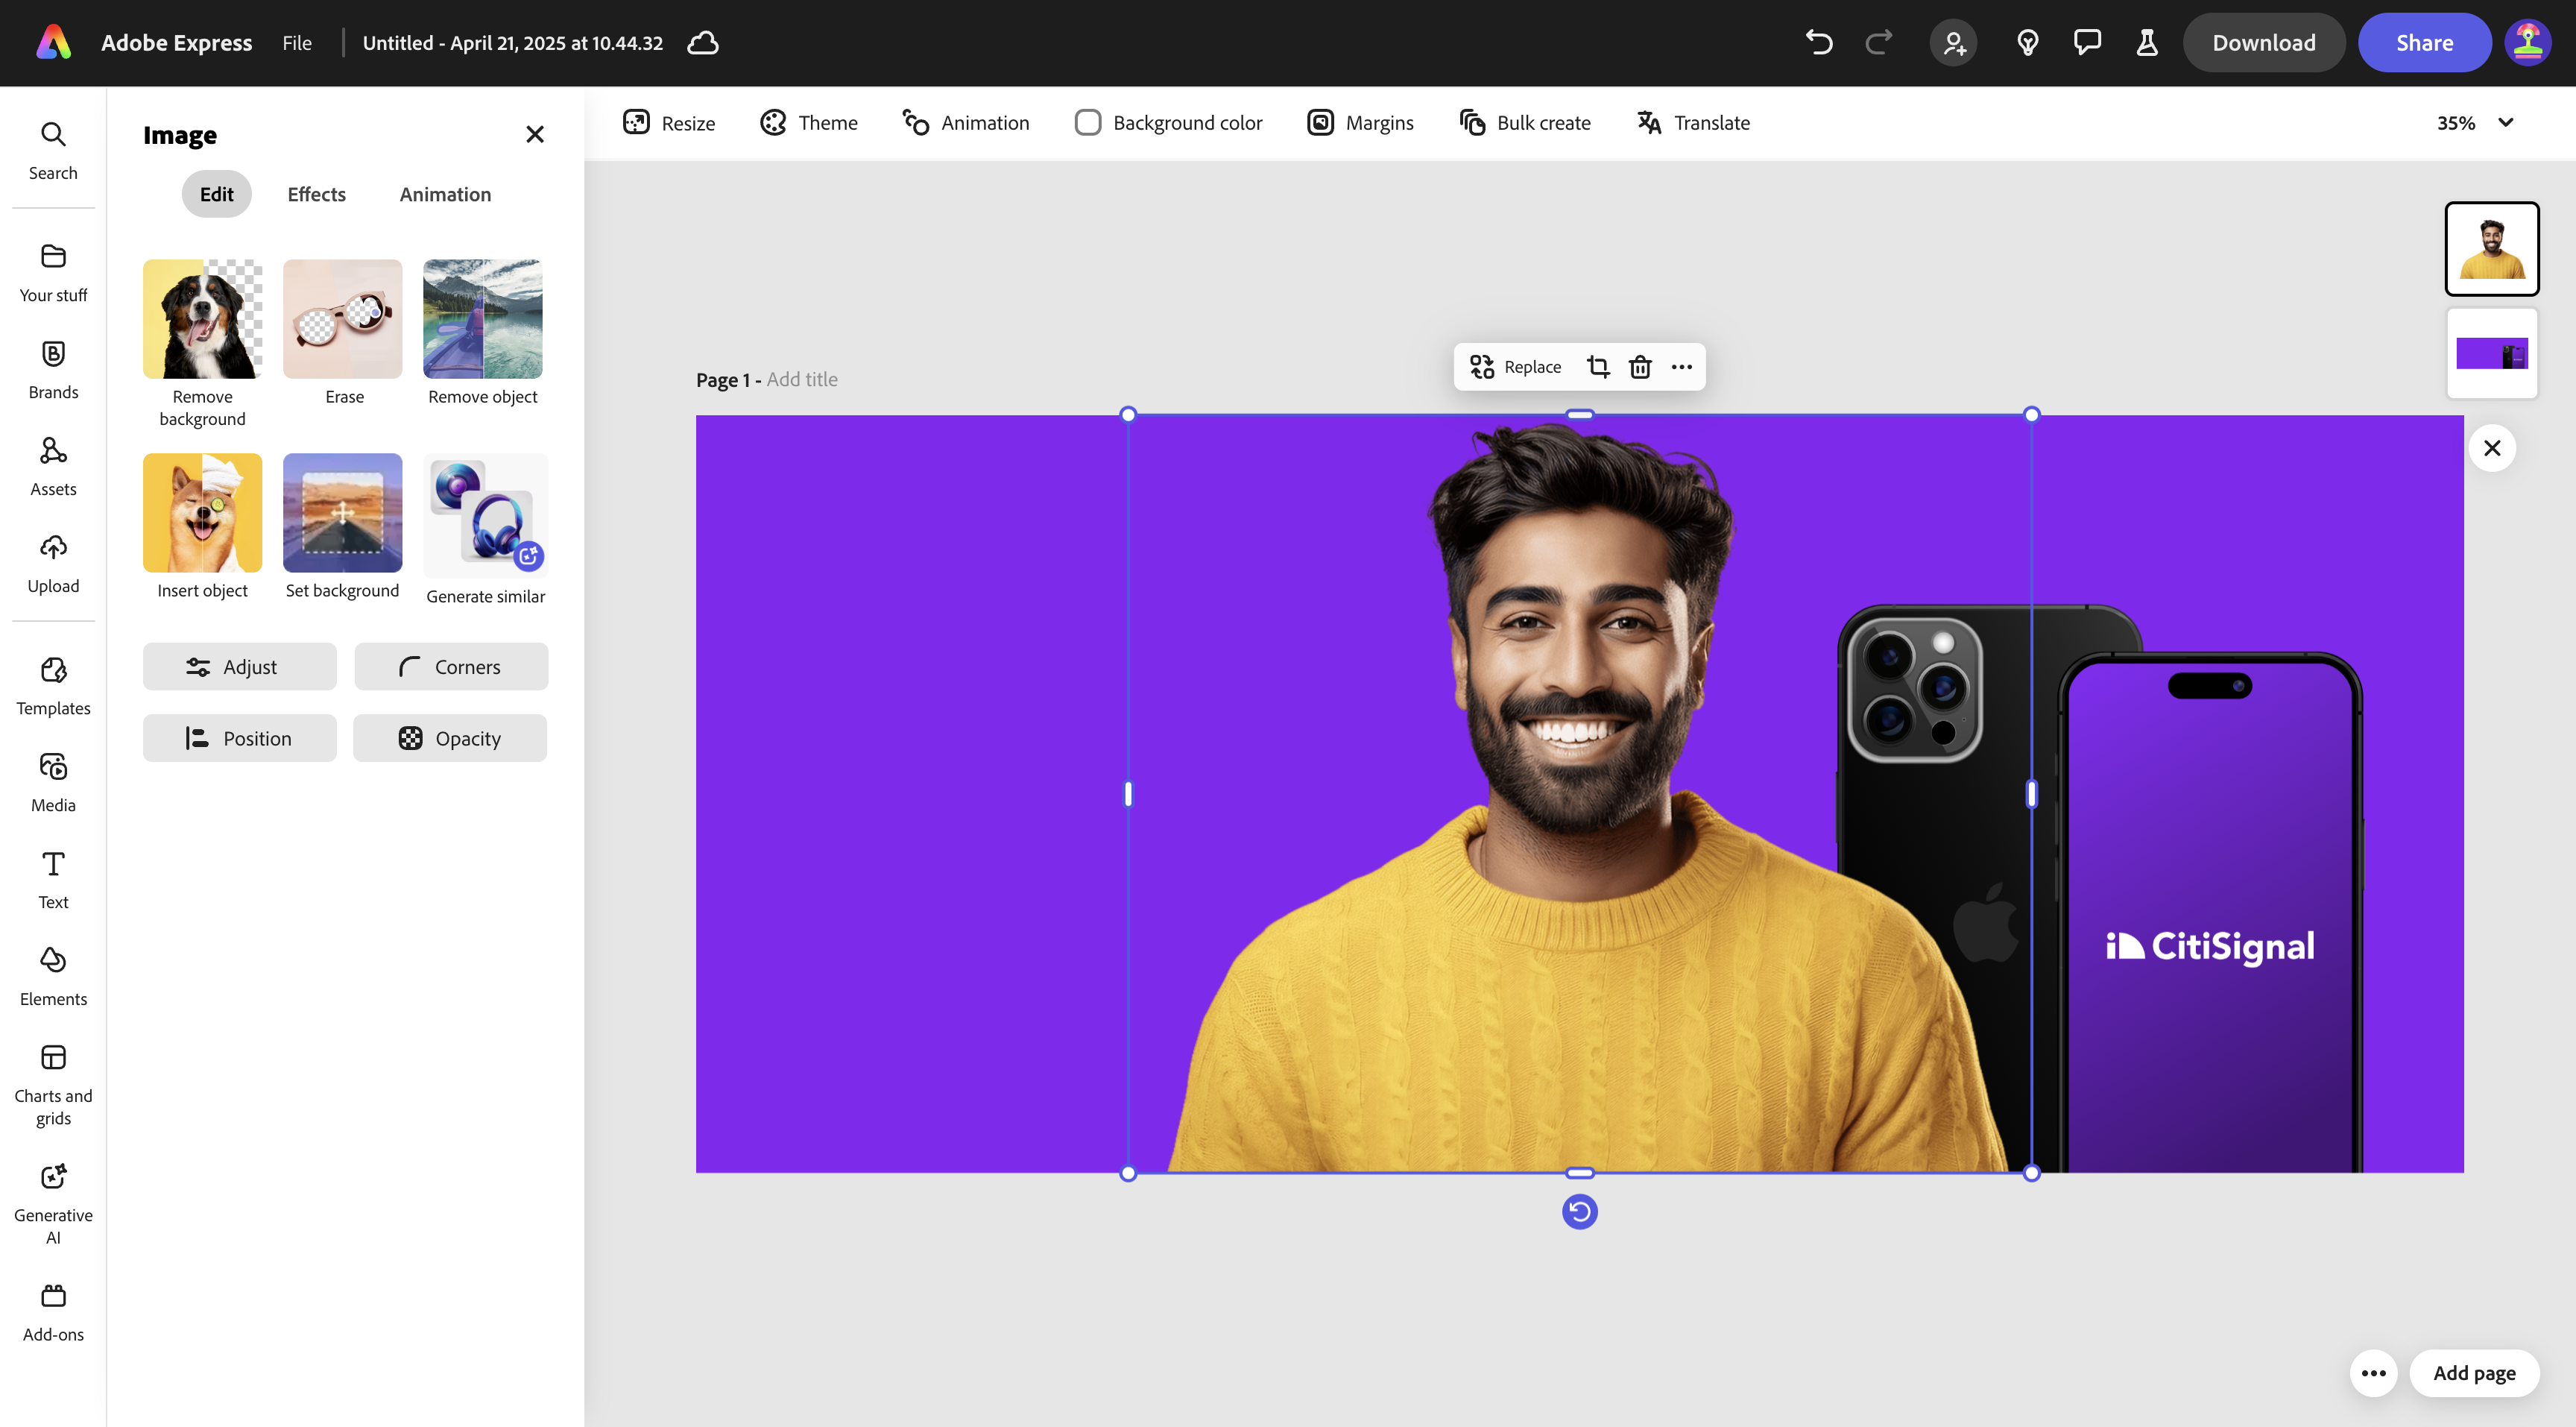 Adobe Express
File
Untitled - April 21, 2025 at 10.44.32
Download
Share
Search
Your stuff
Brands
Assets
Upload
Templates
Media
Text
Elements
Charts and
grids
Generative
AI
Add-ons
Image
Edit
Effects
Animation
Remove
background
Erase
Remove object
Insert object
Set background
Generate similar
Adjust
Corners
Position
Opacity
Resize
Theme
Animation
Background color
Margins
Bulk create
Translate
35%
Page 1 - Add title
Replace
CitiSignal
Add page